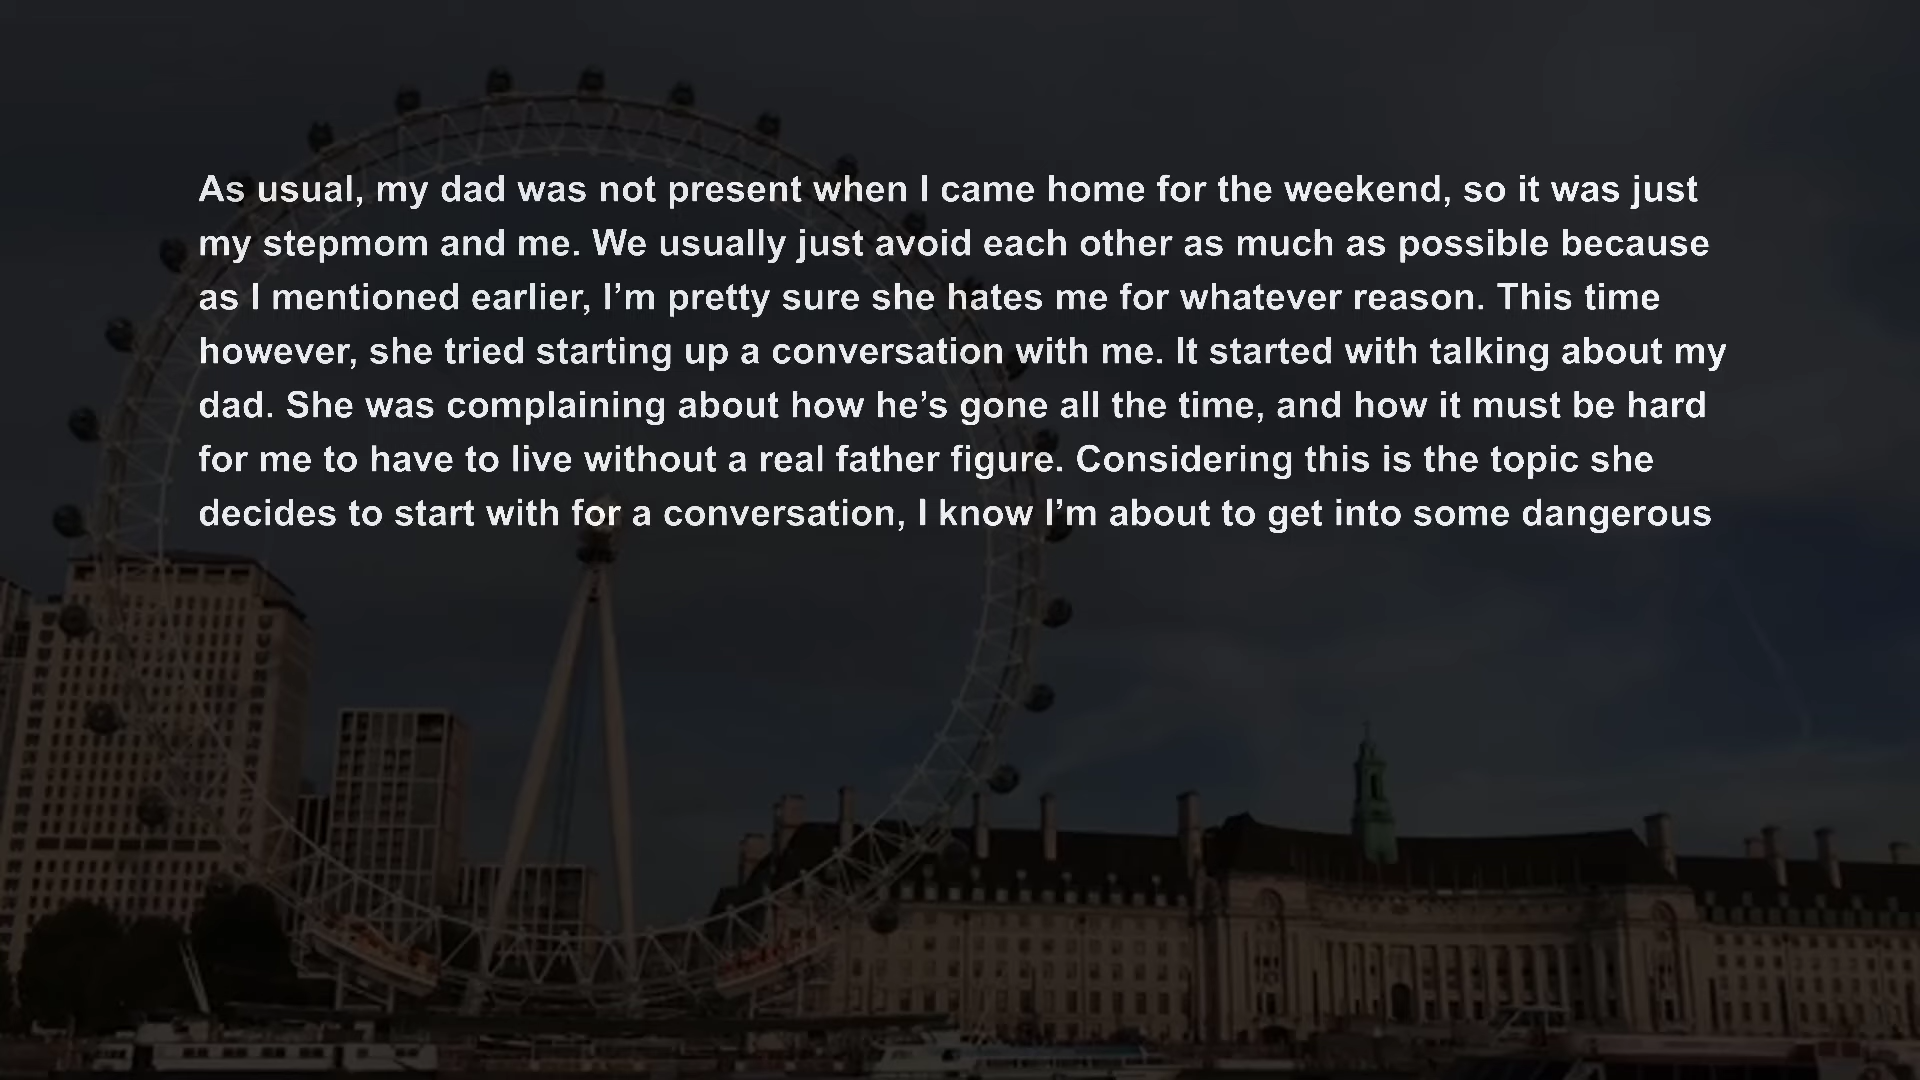 As usual, my dad was not present when I came home for the weekend, so it was just
my stepmom and me. We usually just avoid each other as much as possible because
as I mentioned earlier, I’m pretty sure she hates me for whatever reason. This time
however, she tried starting up a conversation with me. It started with talking about my
dad. She was complaining about how he’s gone all the time, and how it must be hard
for me to have to live without a real father figure. Considering this is the topic she
decides to start with for a conversation, I know I’m about to get into some dangerous